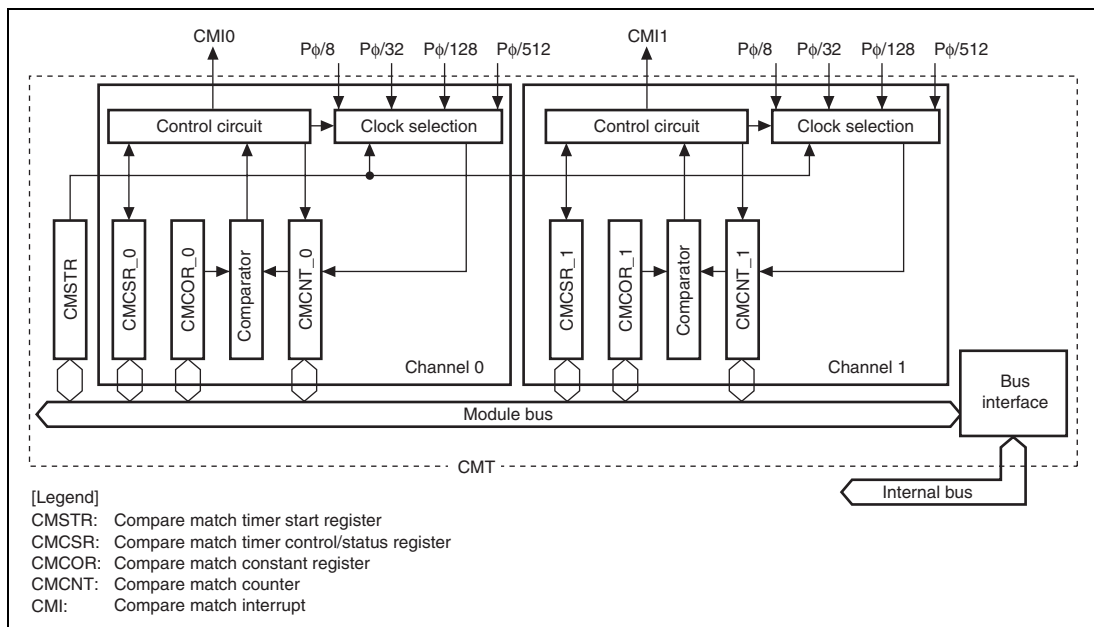 CMI0 Pϕ/8 Pϕ/32 Pϕ/128 Pϕ/512 CMI1 Pϕ/8 Pϕ/32 Pϕ/128 Pϕ/512
Control circuit Clock selection Control circuit Clock selection
CMSTR
CMCSR_0
CMCOR_0
Comparator
CMCNT_0
Channel 0
CMCSR_1
CMCOR_1
Comparator
CMCNT_1
Channel 1
Bus
interface
Module bus
CMT
Internal bus
[Legend]
CMSTR: Compare match timer start register
CMCSR: Compare match timer control/status register
CMCOR: Compare match constant register
CMCNT: Compare match counter
CMI: Compare match interrupt